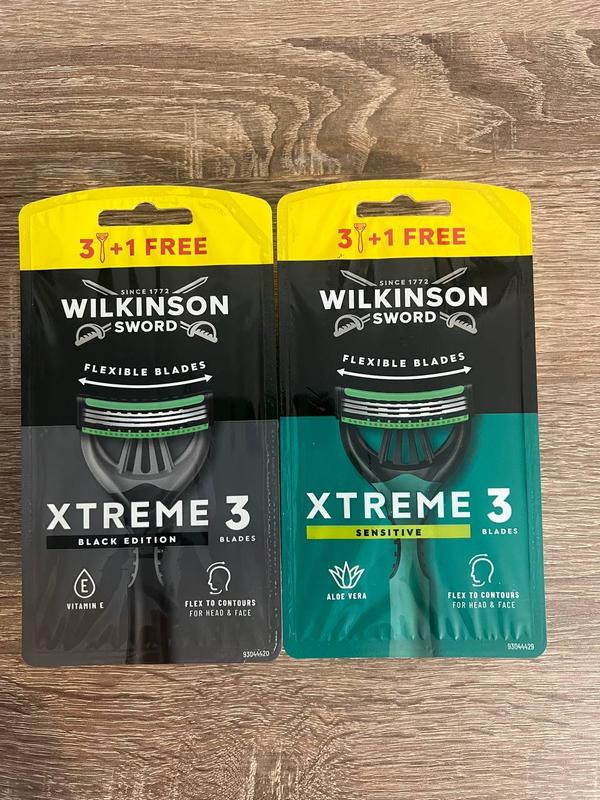 3 +1 FREE
SINCE 1772
WILKINSON
SWORD
FLEXIBLE BLADES
XTREME 3
BLACK EDITION
BLADES
E
VITAMIN E
FLEX TO CONTOURS
FOR HEAD & FACE
93044420
3 +1 FREE
SINCE 1772
WILKINSON
SWORD
FLEXIBLE BLADES
XTREME 3
SENSITIVE
BLADES
ALOE VERA
FLEX TO CONTOURS
FOR HEAD & FACE
93044429